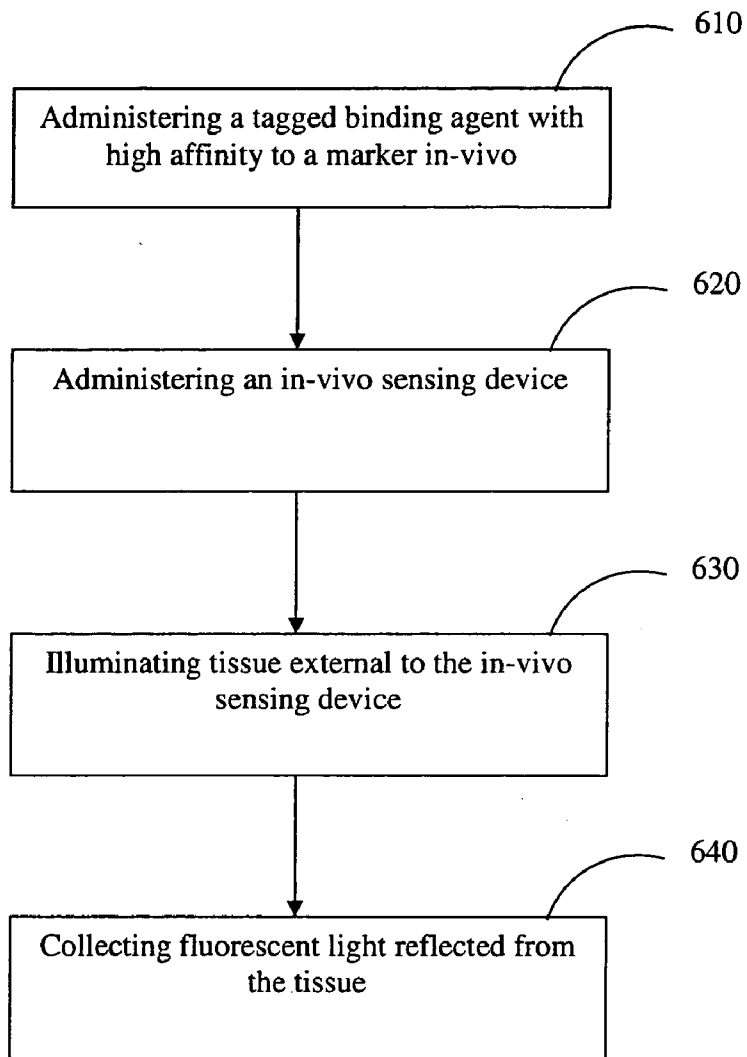 610
Administering a tagged binding agent with
high affinity to a marker in-vivo
620
Administering an in-vivo sensing device
630
Illuminating tissue external to the in-vivo
sensing device
640
Collecting fluorescent light reflected from
the tissue